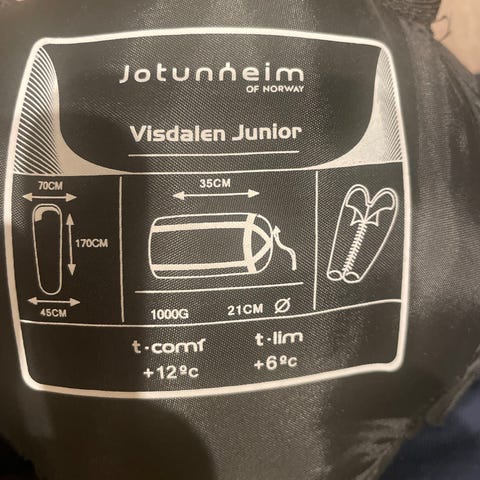 Jotunheim
OF NORWAY
Visdalen Junior
70CM
170CM
45CM
35CM
1000G 21CM Ø
t-comf t-lim
+12ºc +6ºc